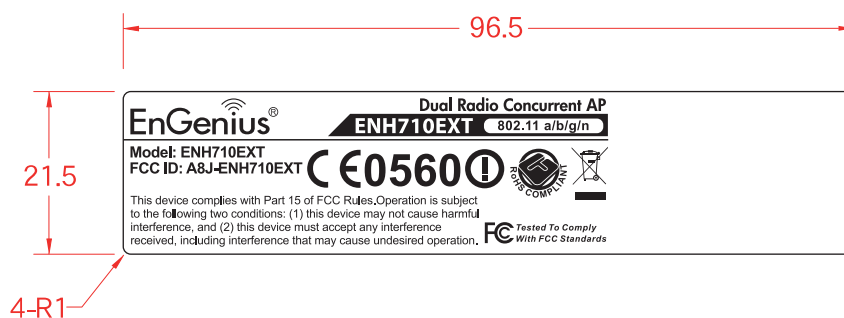 96.5
EnGenius®
Dual Radio Concurrent AP
ENH710EXT 802.11 a/b/g/n
Model: ENH710EXT
FCC ID: A8J-ENH710EXT
CE0560
RoHS COMPLIANT
21.5
This device complies with Part 15 of FCC Rules.Operation is subject
to the following two conditions: (1) this device may not cause harmful
interference, and (2) this device must accept any interference
received, including interference that may cause undesired operation.
FC Tested To Comply
With FCC Standards
4-R1